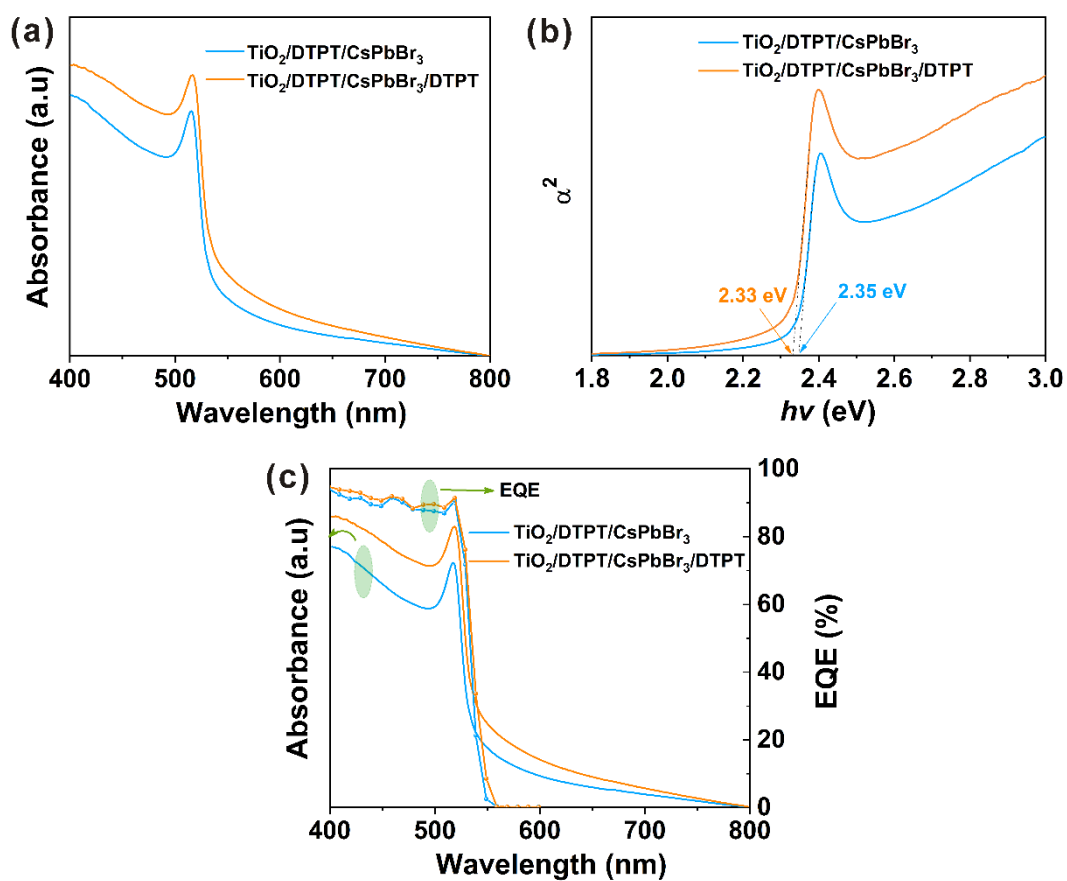 (a)
TiO₂/DTPT/CsPbBr₃
TiO₂/DTPT/CsPbBr₃/DTPT
Absorbance (a.u)
400 500 600 700 800
Wavelength (nm)
(b)
TiO₂/DTPT/CsPbBr₃
TiO₂/DTPT/CsPbBr₃/DTPT
α²
2.33 eV
2.35 eV
1.8 2.0 2.2 2.4 2.6 2.8 3.0
hv (eV)
(c)
EQE
TiO₂/DTPT/CsPbBr₃
TiO₂/DTPT/CsPbBr₃/DTPT
Absorbance (a.u)
100
80
60
40
20
0
EQE (%)
400 500 600 700 800
Wavelength (nm)